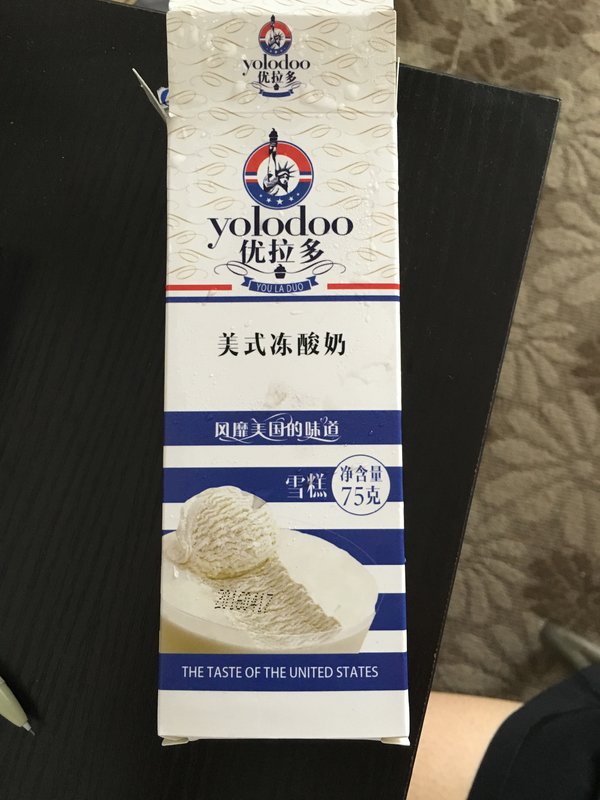 yolodoo
优拉多
yolodoo
优拉多
YOU LA DUO
美式冻酸奶
风靡美国的味道
雪糕
净含量
75克
20160417
THE TASTE OF THE UNITED STATES